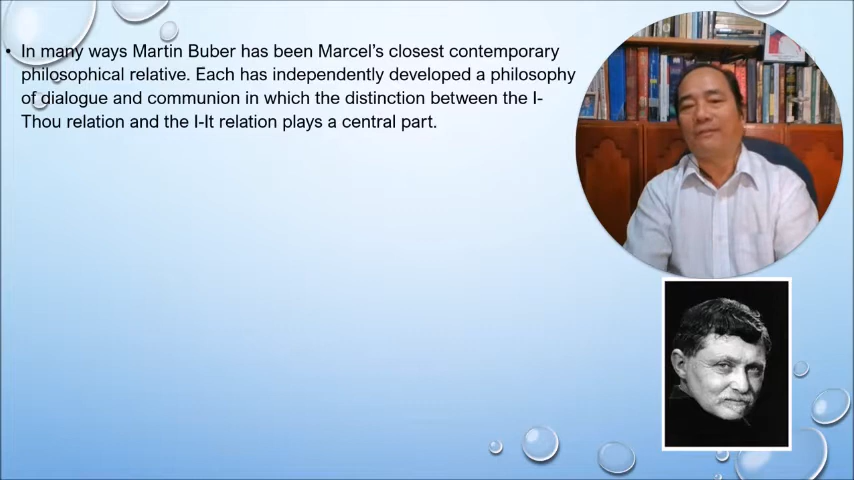 • In many ways Martin Buber has been Marcel's closest contemporary
philosophical relative. Each has independently developed a philosophy
of dialogue and communion in which the distinction between the I-
Thou relation and the I-It relation plays a central part.